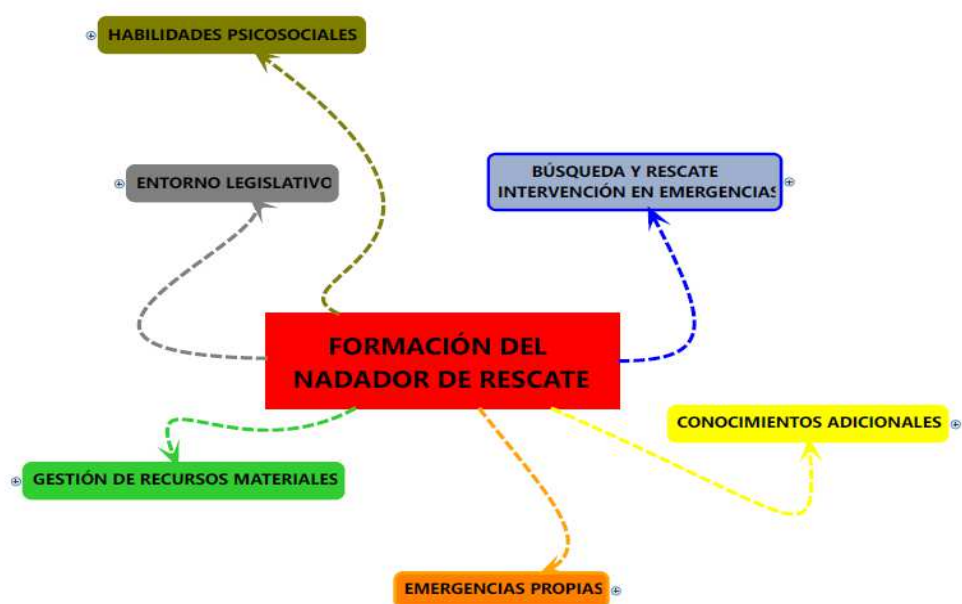 HABILIDADES PSICOSOCIALES
ENTORNO LEGISLATIVO
BÚSQUEDA Y RESCATE
INTERVENCIÓN EN EMERGENCIAS
FORMACIÓN DEL
NADADOR DE RESCATE
CONOCIMIENTOS ADICIONALES
GESTIÓN DE RECURSOS MATERIALES
EMERGENCIAS PROPIAS